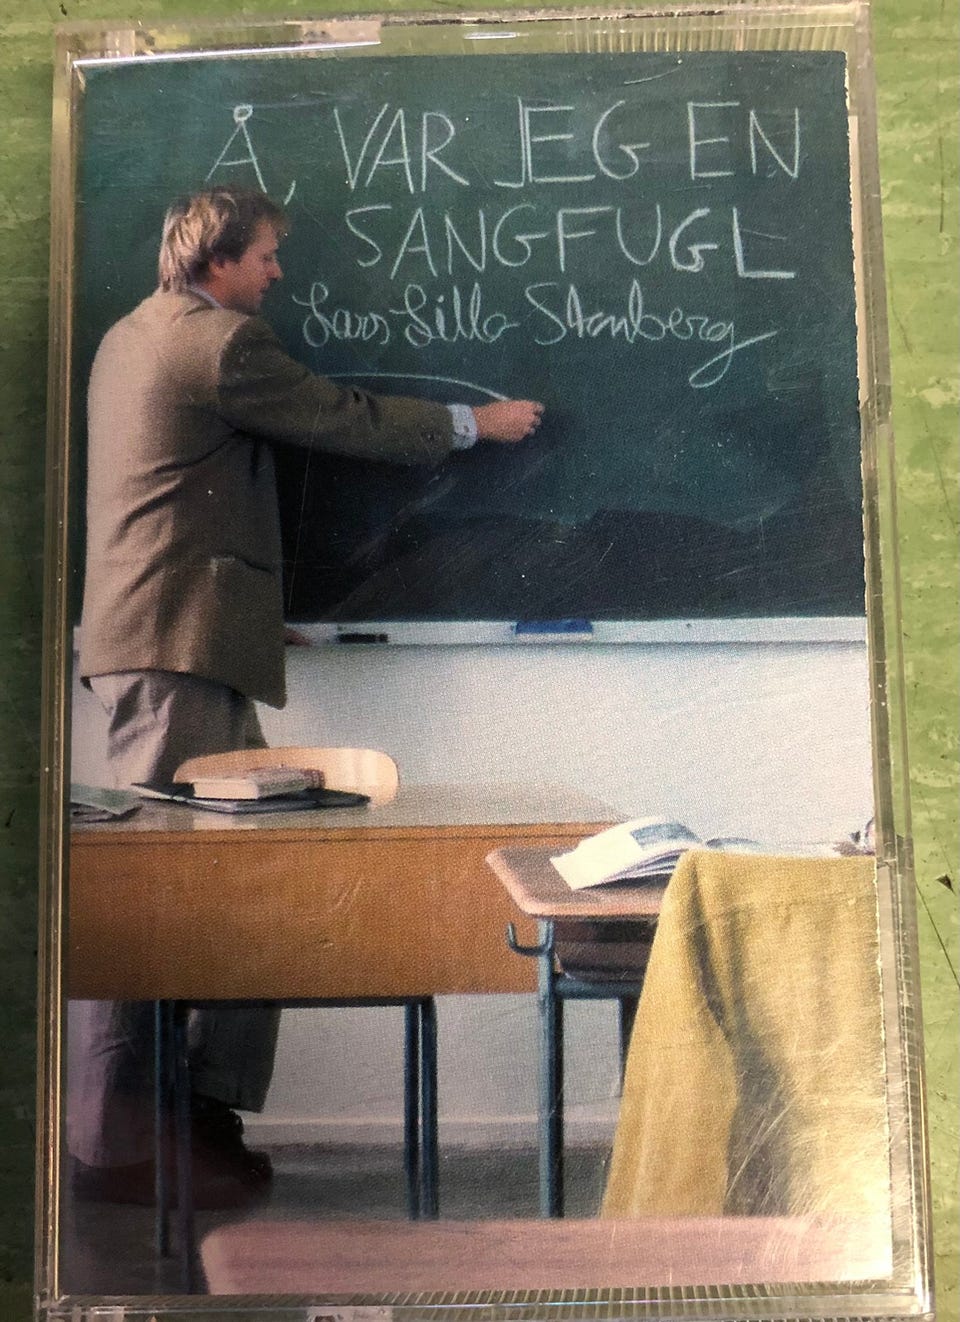 Å, VAR JEG EN
SANGFUGL
Lars Lillo Stenberg